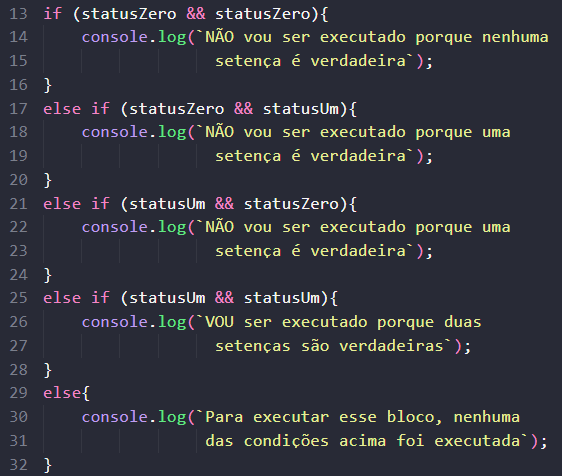 13 if (statusZero && statusZero){
14     console.log(`NÃO vou ser executado porque nenhuma
15                   setença é verdadeira`);
16 }
17 else if (statusZero && statusUm){
18     console.log(`NÃO vou ser executado porque uma
19                   setença é verdadeira`);
20 }
21 else if (statusUm && statusZero){
22     console.log(`NÃO vou ser executado porque uma
23                   setença é verdadeira`);
24 }
25 else if (statusUm && statusUm){
26     console.log(`VOU ser executado porque duas
27                   setenças são verdadeiras`);
28 }
29 else{
30     console.log(`Para executar esse bloco, nenhuma
31                  das condições acima foi executada`);
32 }